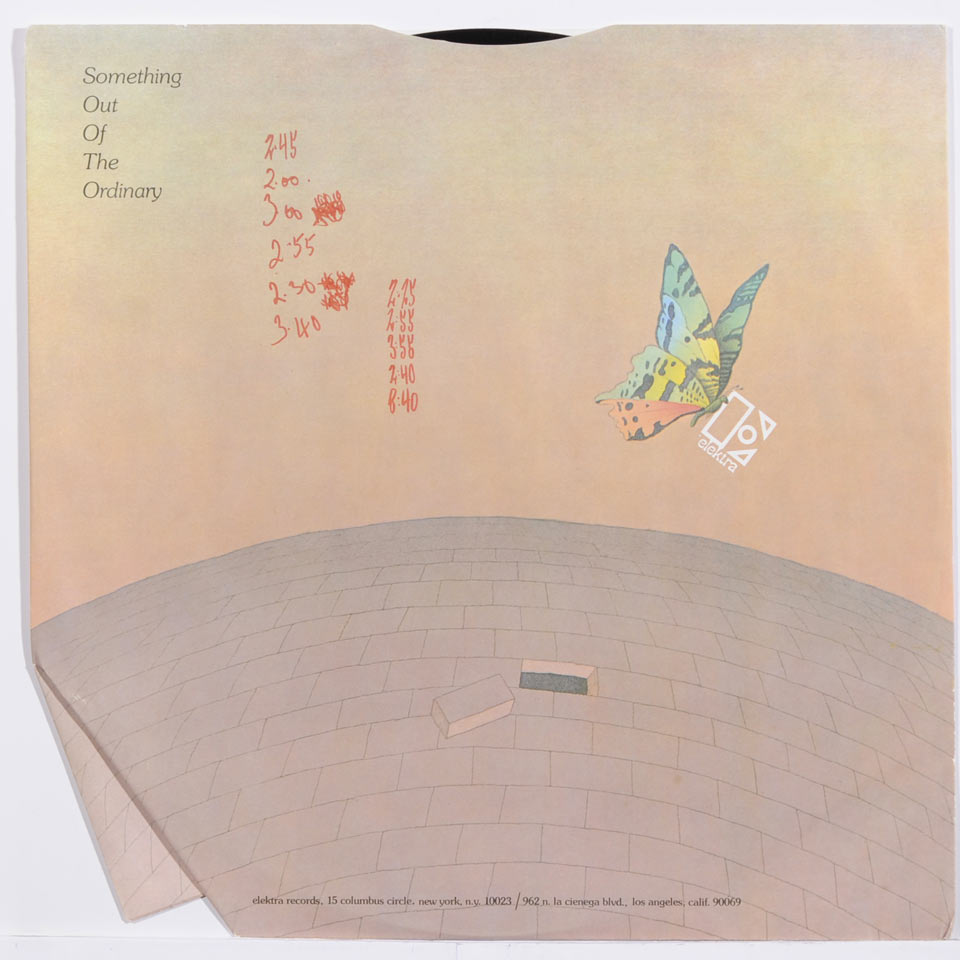 Something
Out
Of
The
Ordinary
2.45
2.00.
3.00
2.55
2.30
3.40
2.25
2.55
3.56
2.40
8.40
elektra
elektra records, 15 columbus circle, new york, n.y. 10023 / 962 n. la cienega blvd., los angeles, calif. 90069